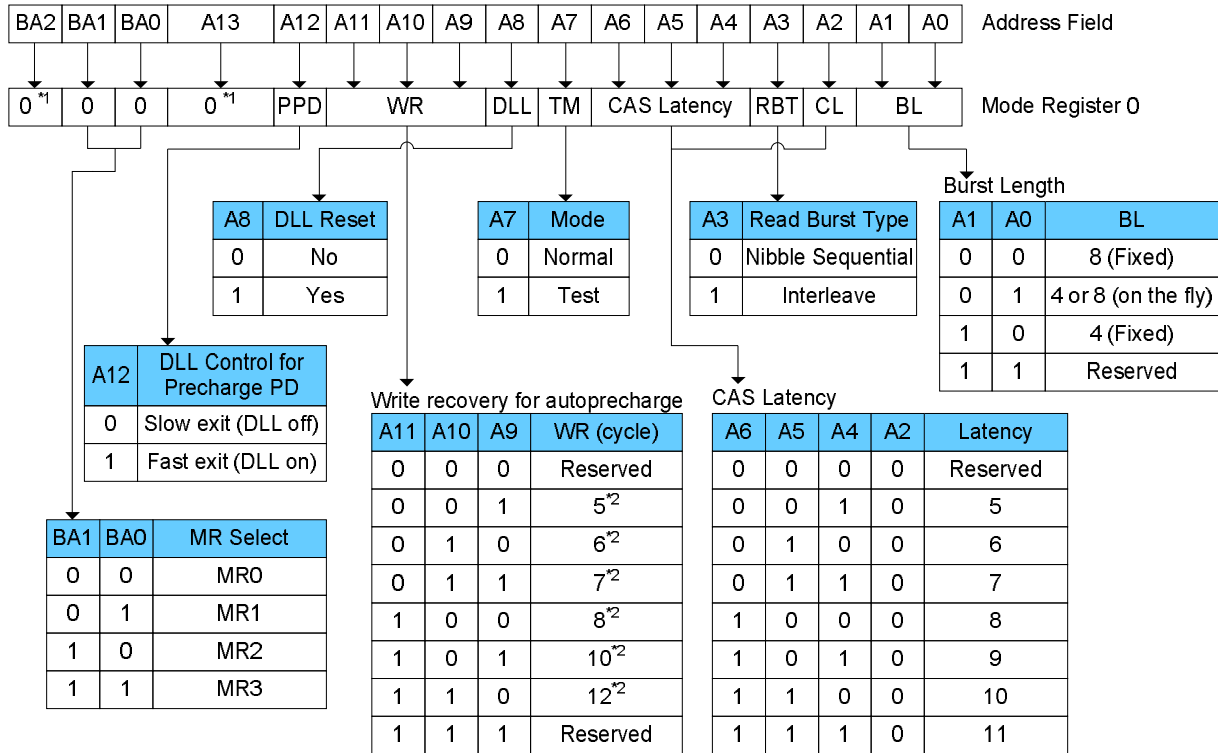 BA2 BA1 BA0 A13 A12 A11 A10 A9 A8 A7 A6 A5 A4 A3 A2 A1 A0 Address Field
0*1 0 0 0*1 PPD WR DLL TM CAS Latency RBT CL BL Mode Register 0
A8 DLL Reset
0 No
1 Yes
A7 Mode
0 Normal
1 Test
A3 Read Burst Type
0 Nibble Sequential
1 Interleave
Burst Length
A1 A0 BL
0 0 8 (Fixed)
0 1 4 or 8 (on the fly)
1 0 4 (Fixed)
1 1 Reserved
A12 DLL Control for
Precharge PD
0 Slow exit (DLL off)
1 Fast exit (DLL on)
BA1 BA0 MR Select
0 0 MR0
0 1 MR1
1 0 MR2
1 1 MR3
Write recovery for autoprecharge
A11 A10 A9 WR (cycle)
0 0 0 Reserved
0 0 1 5*2
0 1 0 6*2
0 1 1 7*2
1 0 0 8*2
1 0 1 10*2
1 1 0 12*2
1 1 1 Reserved
CAS Latency
A6 A5 A4 A2 Latency
0 0 0 0 Reserved
0 0 1 0 5
0 1 0 0 6
0 1 1 0 7
1 0 0 0 8
1 0 1 0 9
1 1 0 0 10
1 1 1 0 11